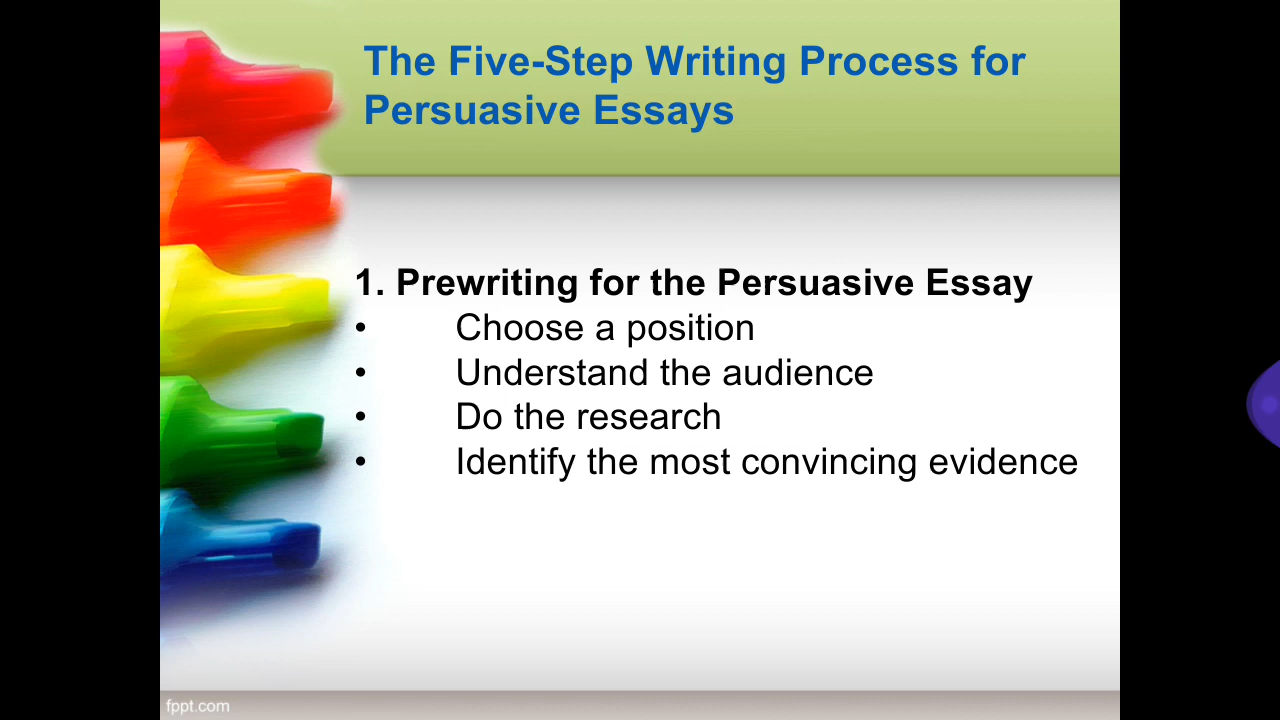 The Five-Step Writing Process for
Persuasive Essays
1. Prewriting for the Persuasive Essay
• Choose a position
• Understand the audience
• Do the research
• Identify the most convincing evidence
fppt.com